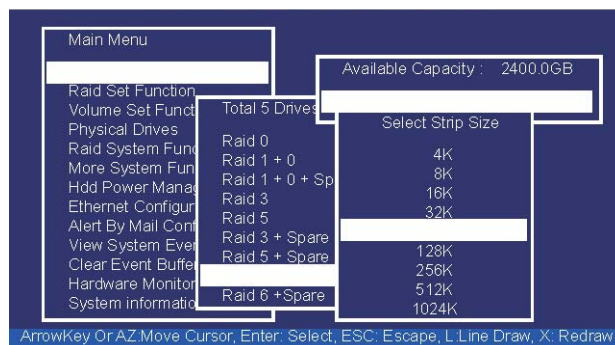 Main Menu
Raid Set Function
Volume Set Funct
Physical Drives
Raid System Func
More System Fun
Hdd Power Manag
Ethernet Configur
Alert By Mail Conf
View System Even
Clear Event Buffer
Hardware Monitor
System informatio
Total 5 Drives
Raid 0
Raid 1 + 0
Raid 1 + 0 + Sp
Raid 3
Raid 5
Raid 3 + Spare
Raid 5 + Spare
Raid 6 +Spare
Available Capacity : 2400.0GB
Select Strip Size
4K
8K
16K
32K
128K
256K
512K
1024K
ArrowKey Or AZ:Move Cursor, Enter: Select, ESC: Escape, L:Line Draw, X: Redraw